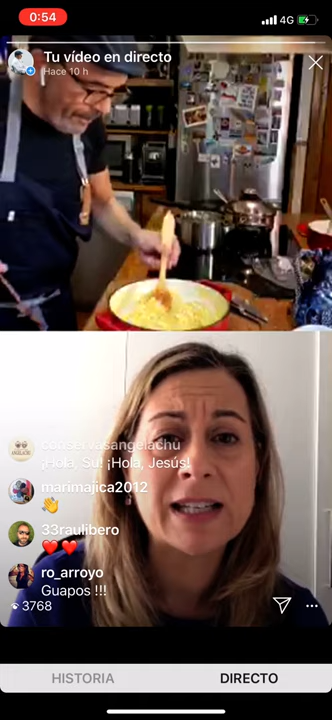 0:54
4G
Tu vídeo en directo
Hace 10 h
conservasangelachu
¡Hola, Su! ¡Hola, Jesús!
marimajica2012
👋
33raulibero
❤️❤️
ro_arroyo
Guapos !!!
3768
HISTORIA
DIRECTO